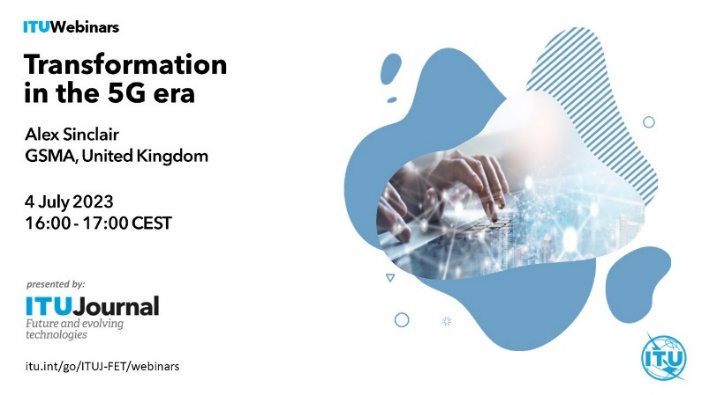 ITUWebinars
Transformation
in the 5G era
Alex Sinclair
GSMA, United Kingdom
4 July 2023
16:00 - 17:00 CEST
presented by:
ITUJournal
Future and evolving
technologies
itu.int/go/ITUJ-FET/webinars
ITU